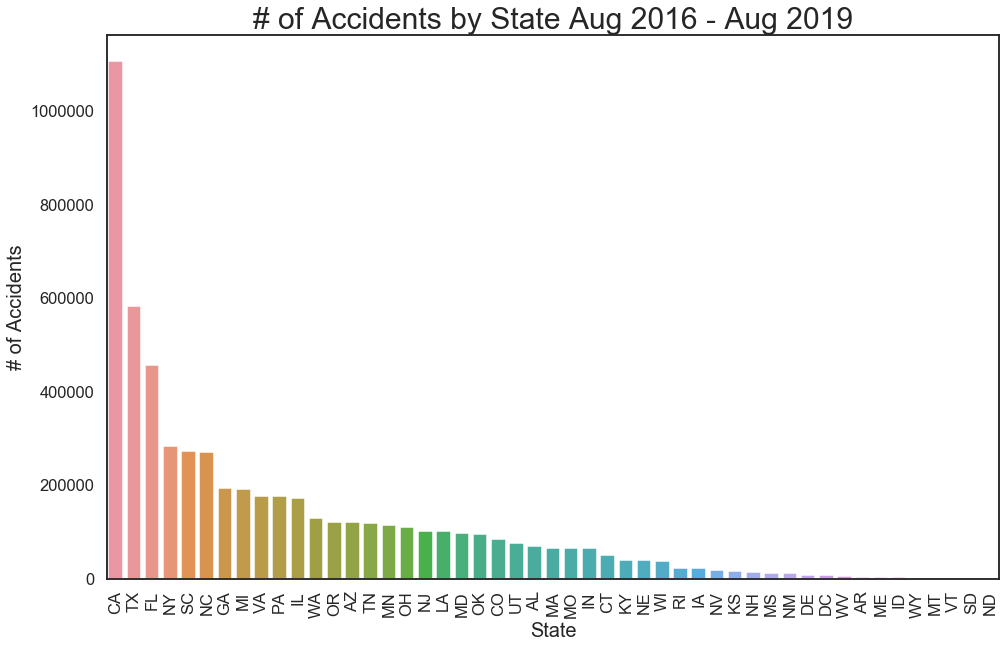 # of Accidents by State Aug 2016 - Aug 2019
# of Accidents
1000000
800000
600000
400000
200000
0
CA TX FL NY SC NC GA MI VA PA IL WA OR AZ TN MN OH NJ LA MD OK CO UT AL MA MO IN CT KY NE WI RI IA NV KS NH MS NM DE DC WV AR ME ID WY MT VT SD ND
State